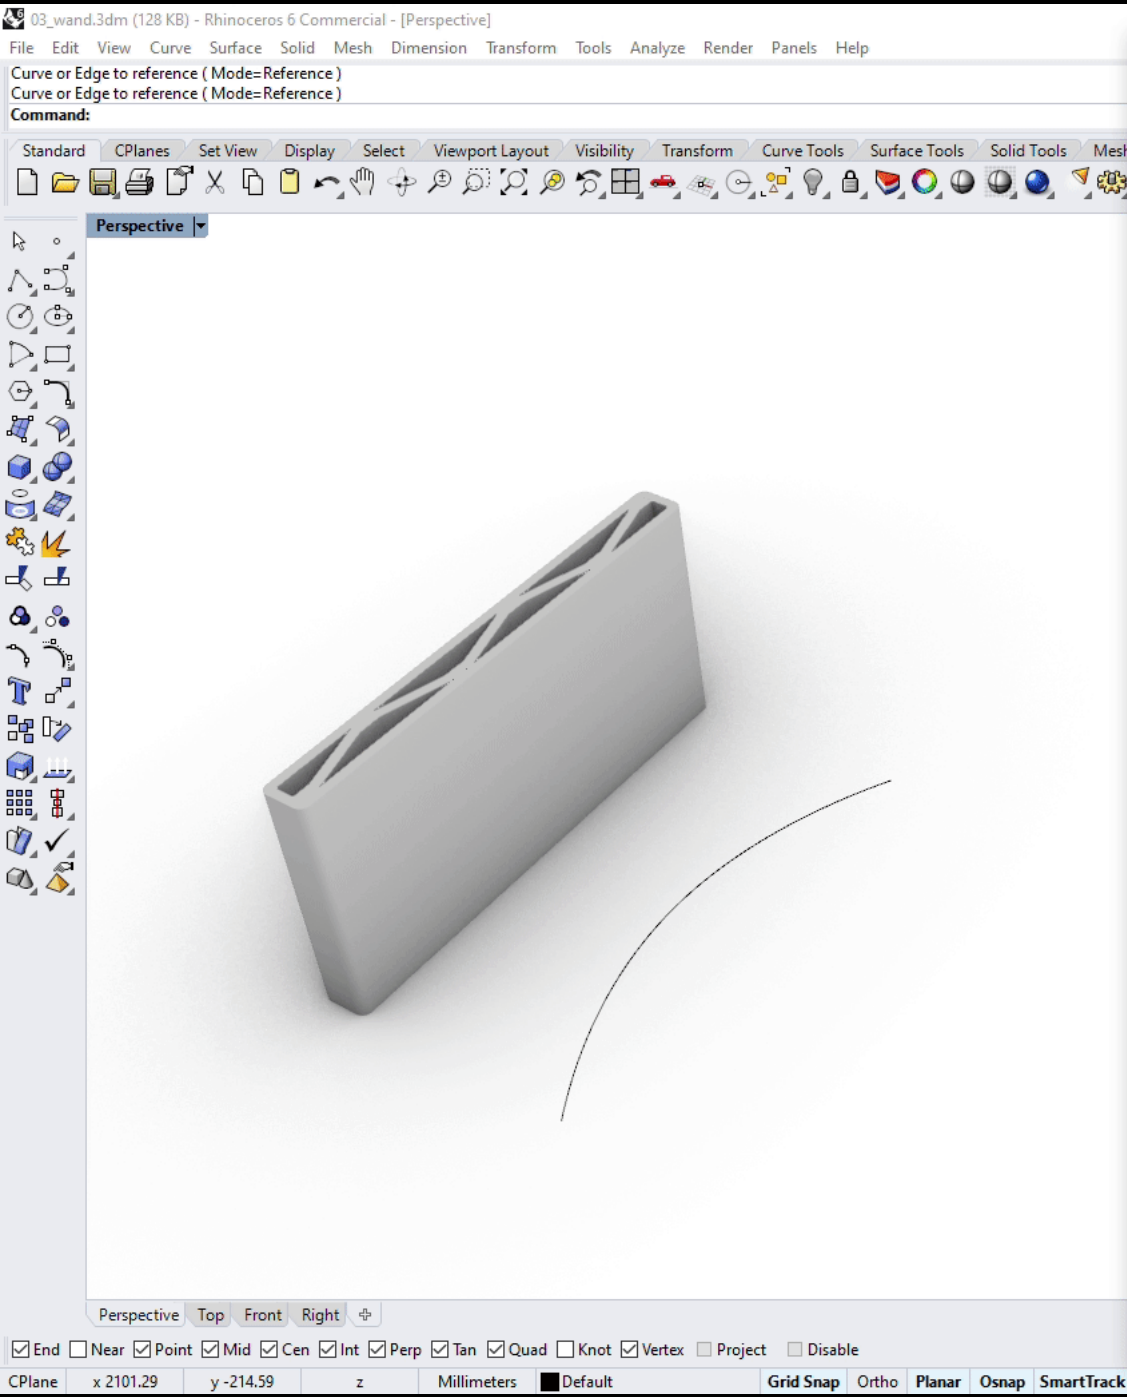 03_wand.3dm (128 KB) - Rhinoceros 6 Commercial - [Perspective]
File Edit View Curve Surface Solid Mesh Dimension Transform Tools Analyze Render Panels Help
Curve or Edge to reference ( Mode=Reference )
Curve or Edge to reference ( Mode=Reference )
Command:
Standard CPlanes Set View Display Select Viewport Layout Visibility Transform Curve Tools Surface Tools Solid Tools Mesh
Perspective
Perspective Top Front Right
End Near Point Mid Cen Int Perp Tan Quad Knot Vertex Project Disable
CPlane x 2101.29 y -214.59 z Millimeters Default Grid Snap Ortho Planar Osnap SmartTrack